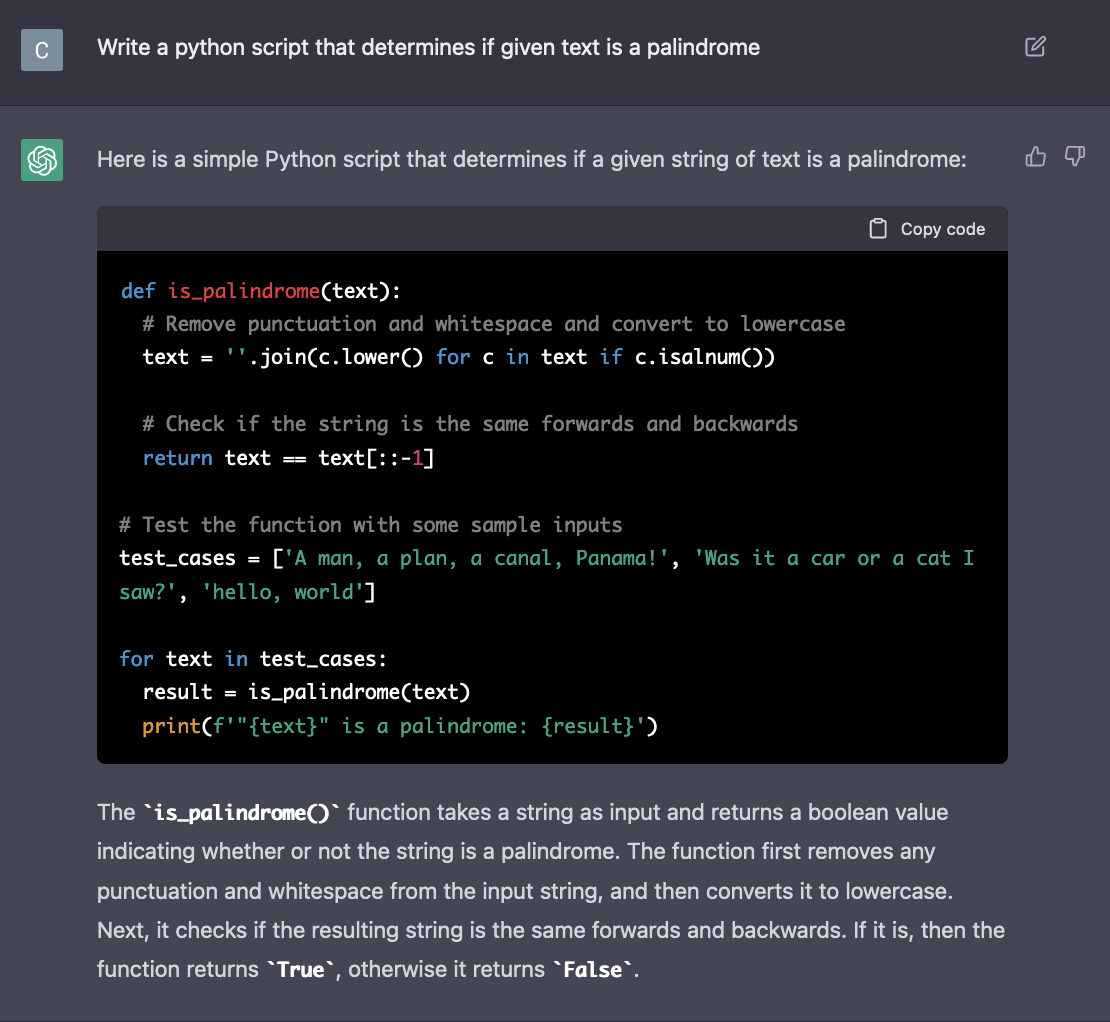 C
Write a python script that determines if given text is a palindrome
Here is a simple Python script that determines if a given string of text is a palindrome:
Copy code
def is_palindrome(text):
  # Remove punctuation and whitespace and convert to lowercase
  text = ''.join(c.lower() for c in text if c.isalnum())

  # Check if the string is the same forwards and backwards
  return text == text[::-1]

# Test the function with some sample inputs
test_cases = ['A man, a plan, a canal, Panama!', 'Was it a car or a cat I
saw?', 'hello, world']

for text in test_cases:
  result = is_palindrome(text)
  print(f'"{text}" is a palindrome: {result}')
The `is_palindrome()` function takes a string as input and returns a boolean value
indicating whether or not the string is a palindrome. The function first removes any
punctuation and whitespace from the input string, and then converts it to lowercase.
Next, it checks if the resulting string is the same forwards and backwards. If it is, then the
function returns `True`, otherwise it returns `False`.